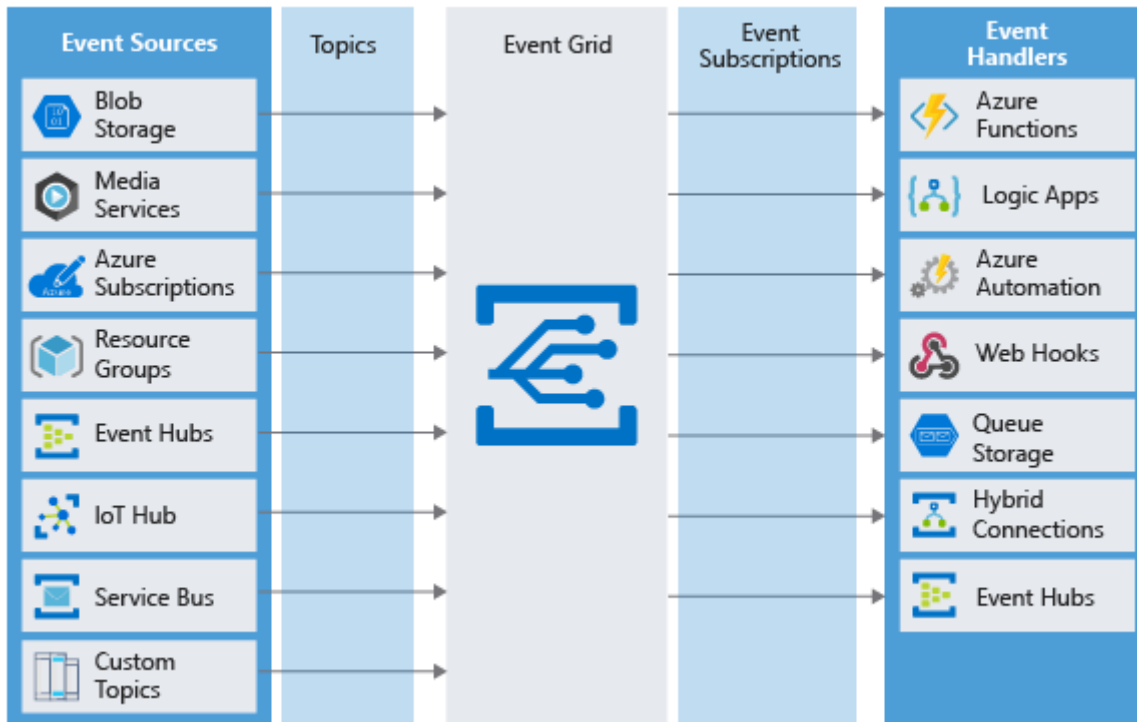 Event Sources
Blob
Storage
Media
Services
Azure
Azure
Subscriptions
Resource
Groups
Event Hubs
IoT Hub
Service Bus
Custom
Topics
Topics
Event Grid
Event
Subscriptions
Event
Handlers
Azure
Functions
Logic Apps
Azure
Automation
Web Hooks
Queue
Storage
Hybrid
Connections
Event Hubs